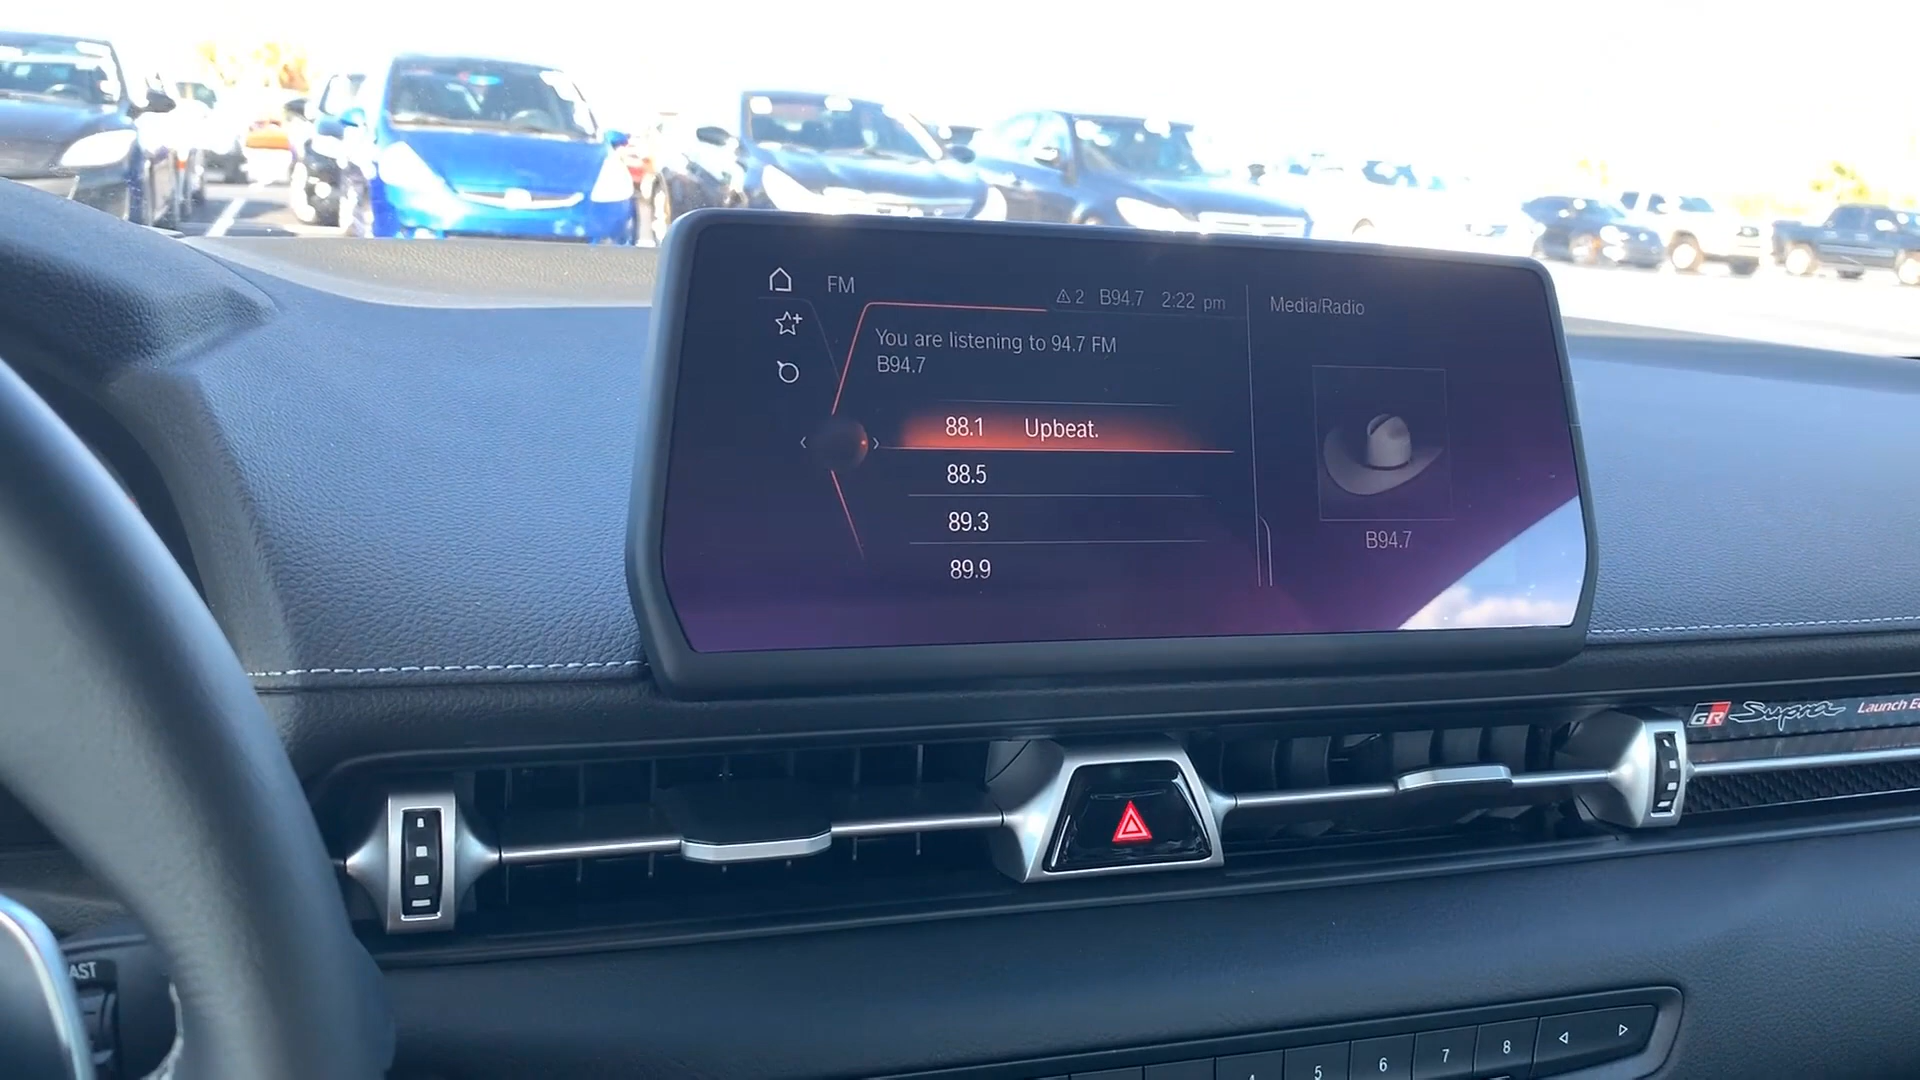 FM
2 B94.7 2:22 pm
Media/Radio
You are listening to 94.7 FM
B94.7
88.1 Upbeat.
88.5
89.3
89.9
B94.7
GR Supra Launch E
AST
5 6 7 8